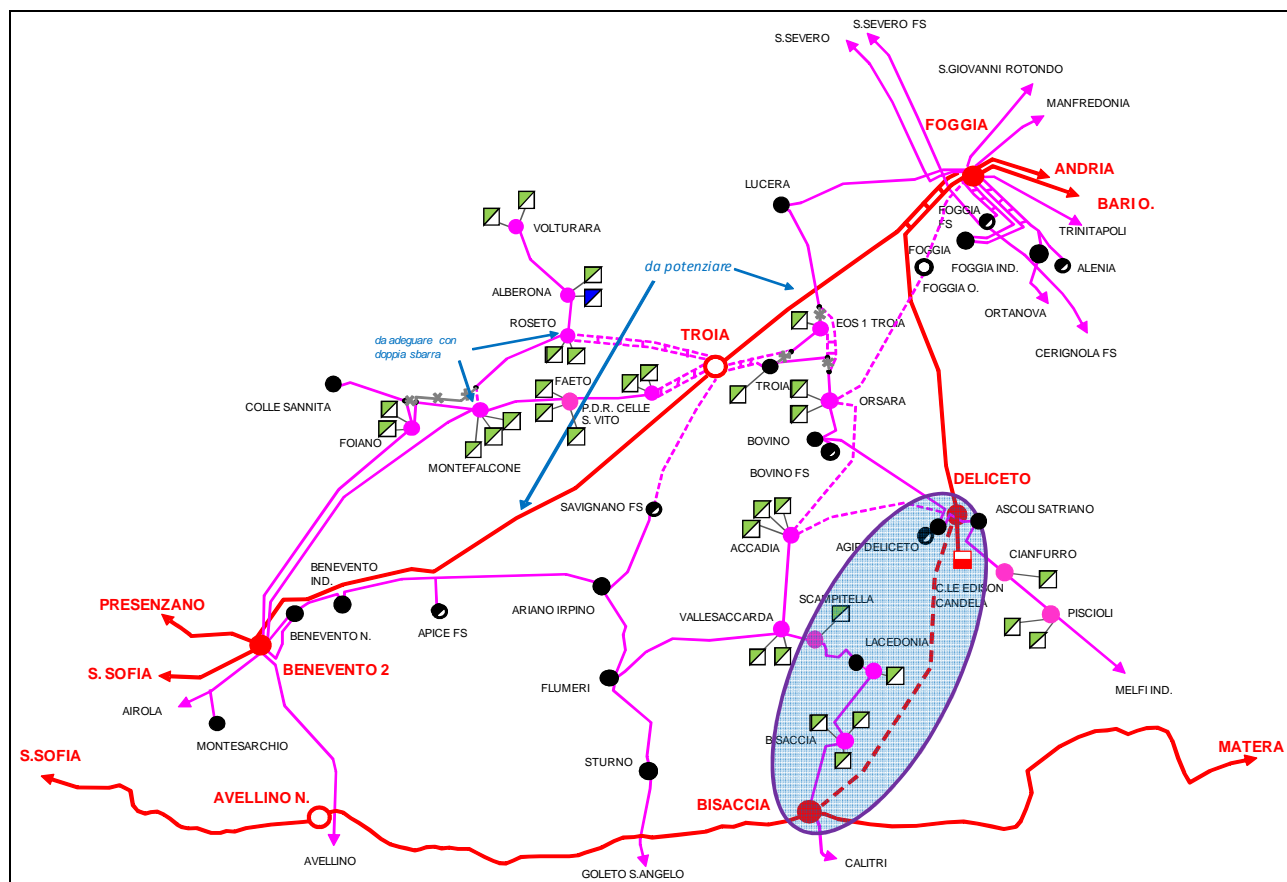 S.SEVERO FS
S.SEVERO
S.GIOVANNI ROTONDO
MANFREDONIA
FOGGIA
ANDRIA
LUCERA
BARI O.
FOGGIA
FS
TRINITAPOLI
VOLTURARA
FOGGIA
FOGGIA IND.
ALENIA
da potenziare
FOGGIA O.
ALBERONA
ORTANOVA
ROSETO
EOS 1 TROIA
da adeguare con
doppia sbarra
TROIA
CERIGNOLA FS
COLLE SANNITA
FAETO
TROIA
P.D.R. CELLE
S. VITO
ORSARA
FOIANO
BOVINO
MONTEFALCONE
BOVINO FS
DELICETO
SAVIGNANO FS
ASCOLI SATRIANO
ACCADIA
AGIP DELICETO
CIANFURRO
BENEVENTO
IND.
C.LE EDISON
CANDELA
PRESENZANO
ARIANO IRPINO
SCAMPITELLA
PISCIOLI
BENEVENTO N.
APICE FS
VALLESACCARDA
LACEDONIA
S. SOFIA
BENEVENTO 2
FLUMERI
MELFI IND.
AIROLA
MONTESARCHIO
BISACCIA
S.SOFIA
STURNO
MATERA
AVELLINO N.
BISACCIA
AVELLINO
CALITRI
GOLETO S.ANGELO